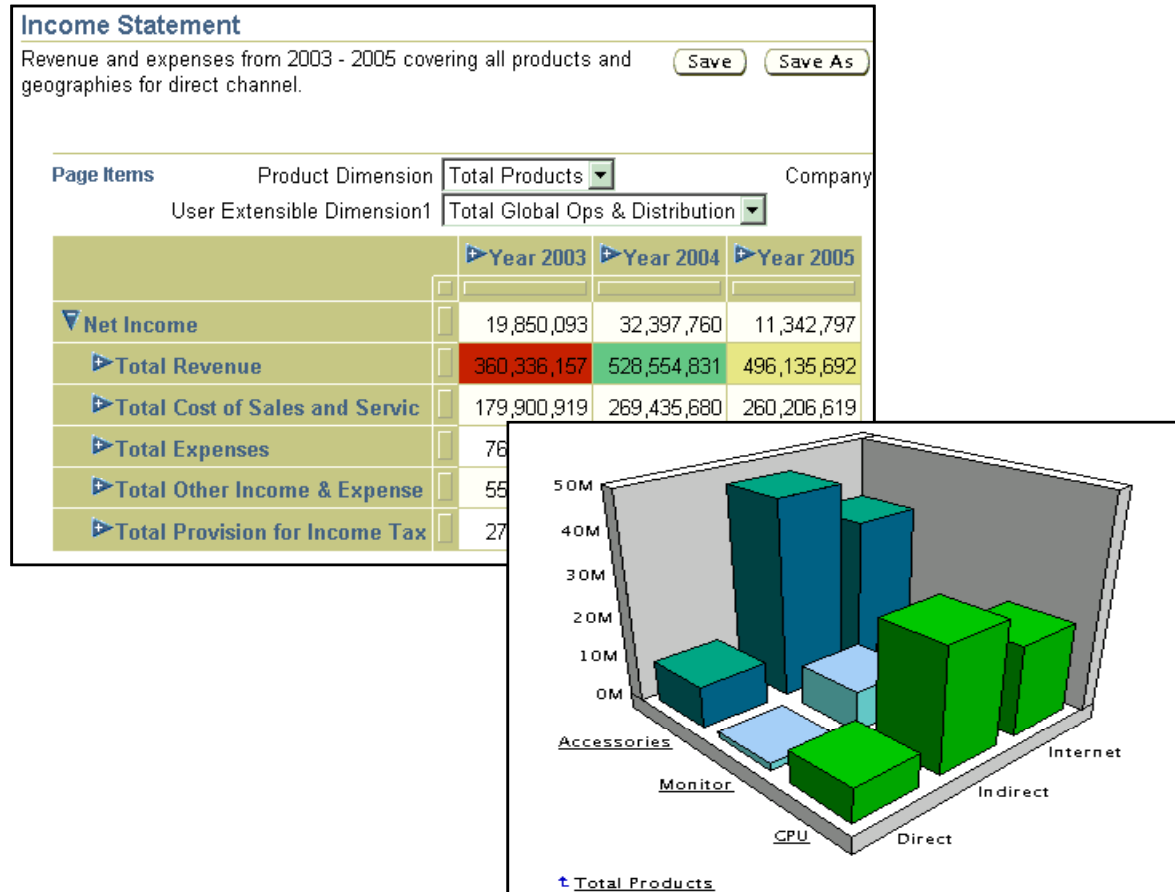 Income Statement
Revenue and expenses from 2003 - 2005 covering all products and
geographies for direct channel.
Save Save As
Page Items Product Dimension Total Products Company
User Extensible Dimension1 Total Global Ops & Distribution
Year 2003 Year 2004 Year 2005
Net Income 19,850,093 32,397,760 11,342,797
Total Revenue 360,336,157 528,554,831 496,135,692
Total Cost of Sales and Servic 179,900,919 269,435,680 260,206,619
Total Expenses 76
Total Other Income & Expense 55
Total Provision for Income Tax 27
50M
40M
30M
20M
10M
0M
Accessories
Monitor
CPU
Direct
Indirect
Internet
Total Products